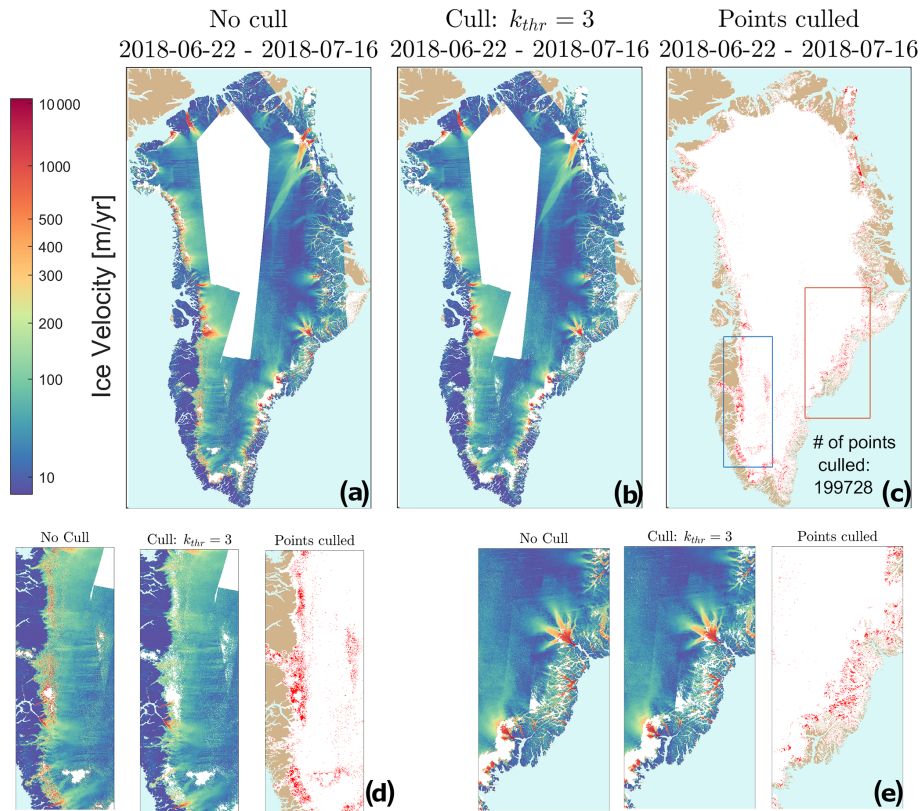 No cull
2018-06-22 - 2018-07-16
Cull: $k_{thr} = 3$
2018-06-22 - 2018-07-16
Points culled
2018-06-22 - 2018-07-16
Ice Velocity [m/yr]
10 000
1000
500
400
300
200
100
10
(a)
(b)
# of points
culled:
199728
(c)
No Cull
Cull: $k_{thr} = 3$
Points culled
(d)
No Cull
Cull: $k_{thr} = 3$
Points culled
(e)